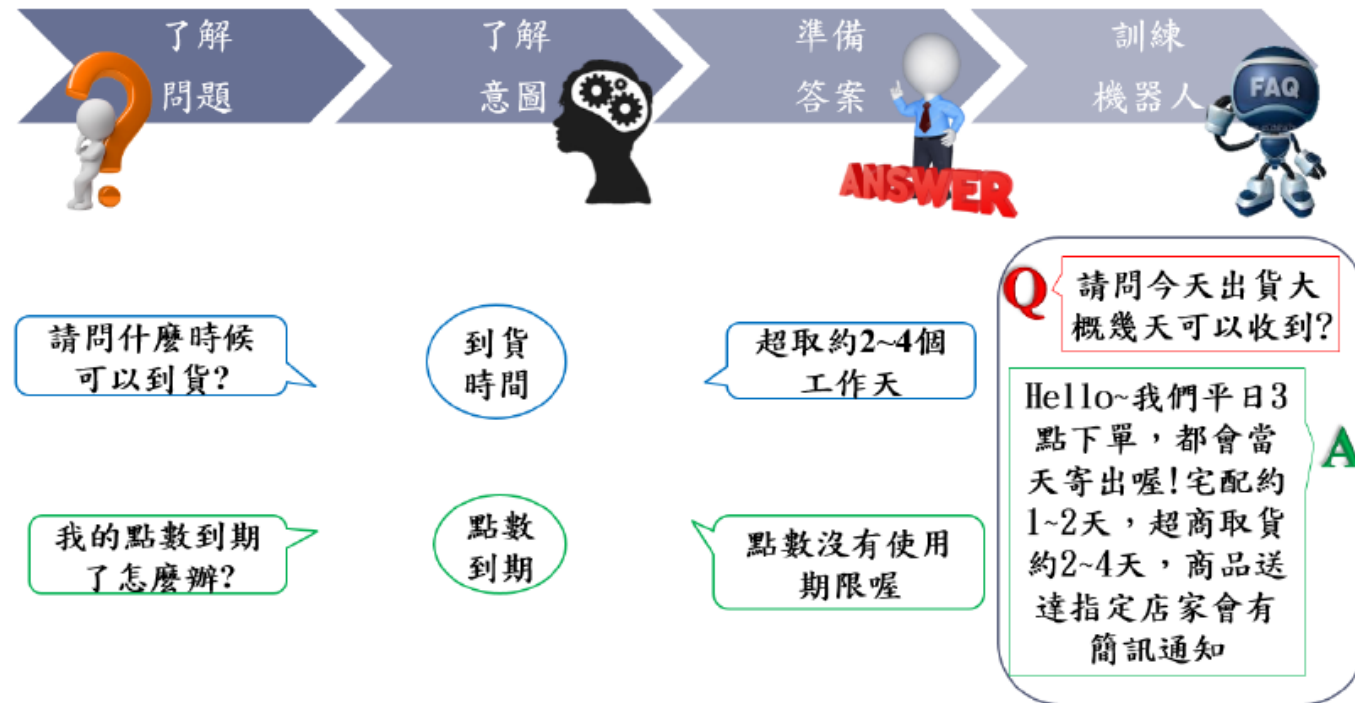 了解
問題
了解
意圖
準備
答案
訓練
機器人
ANSWER
FAQ
請問什麼時候
可以到貨?
到貨
時間
超取約2~4個
工作天
我的點數到期
了怎麼辦?
點數
到期
點數沒有使用
期限喔
Q
請問今天出貨大
概幾天可以收到?
Hello~我們平日3
點下單，都會當
天寄出喔!宅配約
1~2天，超商取貨
約2~4天，商品送
達指定店家會有
簡訊通知
A